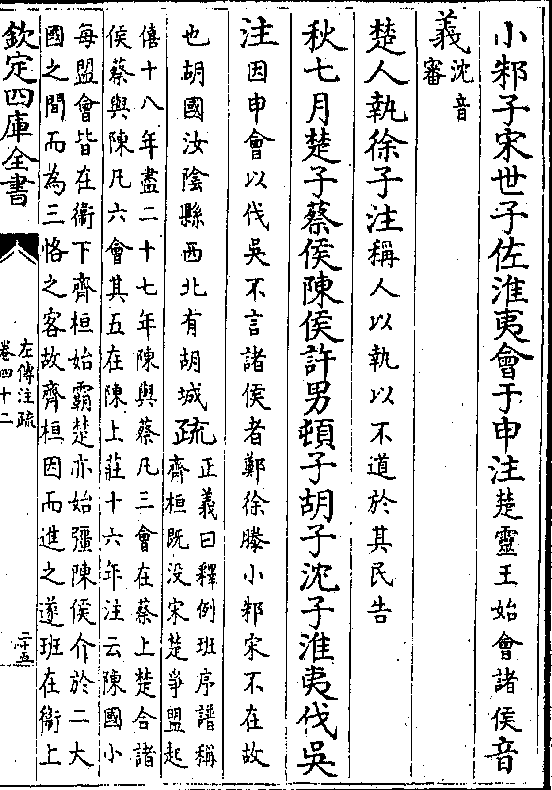 小邾子宋世子佐淮夷會于申注楚靈王始會諸侯音
義沈音
審
楚人執徐子注稱人以執以不道於其民告
秋七月楚子蔡侯陳侯許男頓子胡子沈子淮夷伐吳
注因申會以伐吳不言諸侯者鄭徐滕小邾宋不在故
也胡國汝陰縣西北有胡城疏正義曰釋例班序譜稱
齊桓既没宋楚爭盟起
僖十八年盡二十七年陳與蔡凡三會在蔡上楚合諸
侯蔡與陳凡六會其五在陳上莊十六年注云陳國小
每盟會皆在衛下齊桓始霸楚亦始彊陳侯介於二大
國之間而為三恪之客故齊桓因而進之遂班在衛上
欽定四庫全書
左傳注疏
卷四十二
二十五